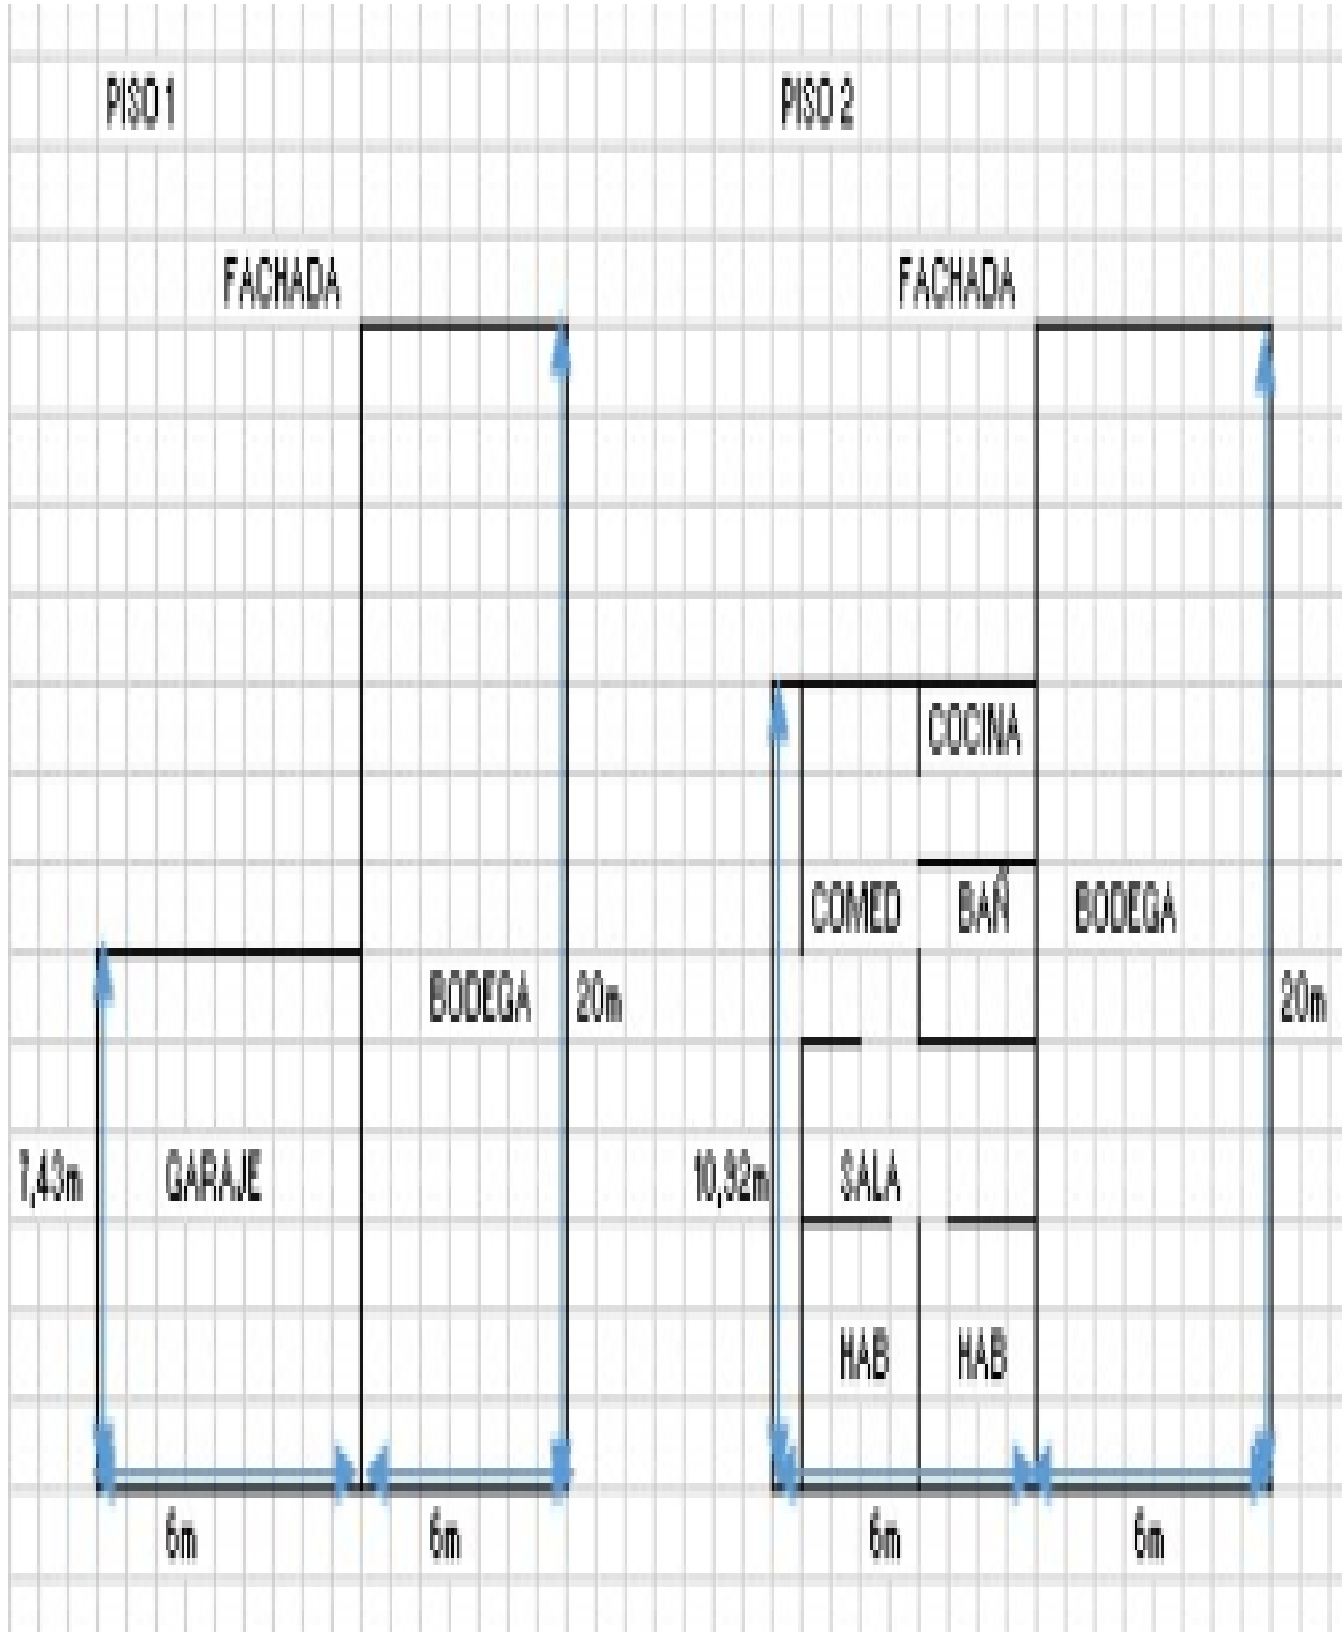 PISO 1
PISO 2
FACHADA
FACHADA
COCINA
COMED
BAÑ
BODEGA
BODEGA
20m
20m
7,43m
GARAJE
10,92m
SALA
HAB
HAB
6m
6m
6m
6m